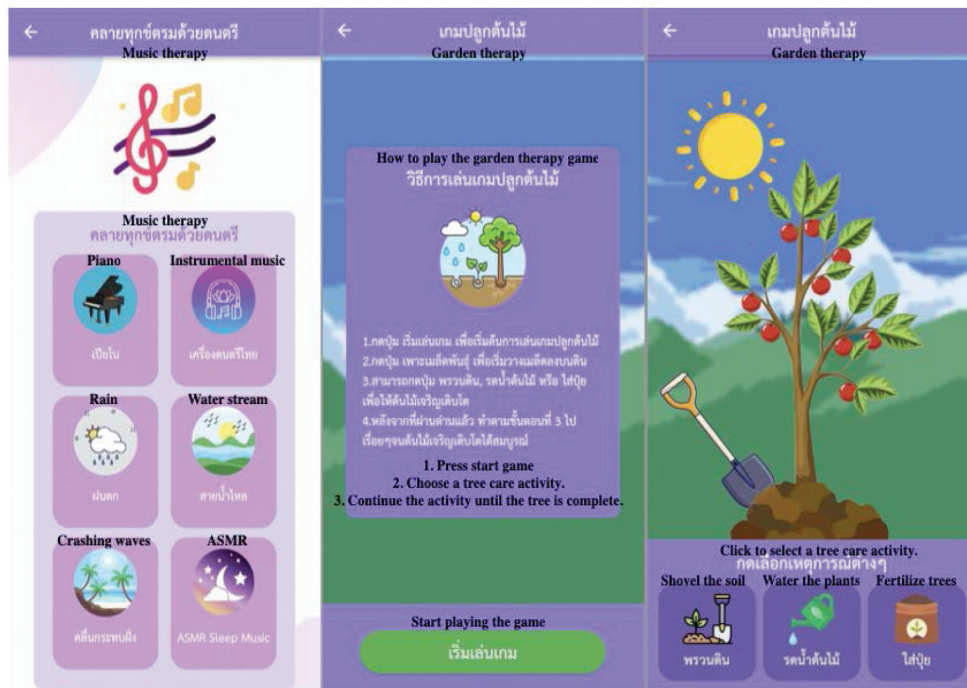 คลายทุกข์ตรมด้วยดนตรี
Music therapy
Music therapy
คลายทุกข์ตรมด้วยดนตรี
Piano
เปียโน
Instrumental music
เครื่องดนตรีไทย
Rain
ฝนตก
Water stream
สายน้ำไหล
Crashing waves
คลื่นกระทบฝั่ง
ASMR
ASMR Sleep Music
เกมปลูกต้นไม้
Garden therapy
How to play the garden therapy game
วิธีการเล่นเกมปลูกต้นไม้
1.กดปุ่ม เริ่มเล่นเกม เพื่อเริ่มต้นการเล่นเกมปลูกต้นไม้
2.กดปุ่ม เพาะเมล็ดพันธุ์ เพื่อเริ่มวางเมล็ดลงบนดิน
3.สามารถกดปุ่ม พรวนดิน, รดน้ำต้นไม้ หรือ ใส่ปุ๋ย
เพื่อให้ต้นไม้เจริญเติบโต
4.หลังจากที่ผ่านด่านแล้ว ทำตามขั้นตอนที่ 3 ไป
เรื่อยๆจนต้นไม้เจริญเติบโตได้สมบูรณ์
1. Press start game
2. Choose a tree care activity.
3. Continue the activity until the tree is complete.
Start playing the game
เริ่มเล่นเกม
เกมปลูกต้นไม้
Garden therapy
Click to select a tree care activity.
กดเลือกเหตุการณ์ต่างๆ
Shovel the soil
พรวนดิน
Water the plants
รดน้ำต้นไม้
Fertilize trees
ใส่ปุ๋ย